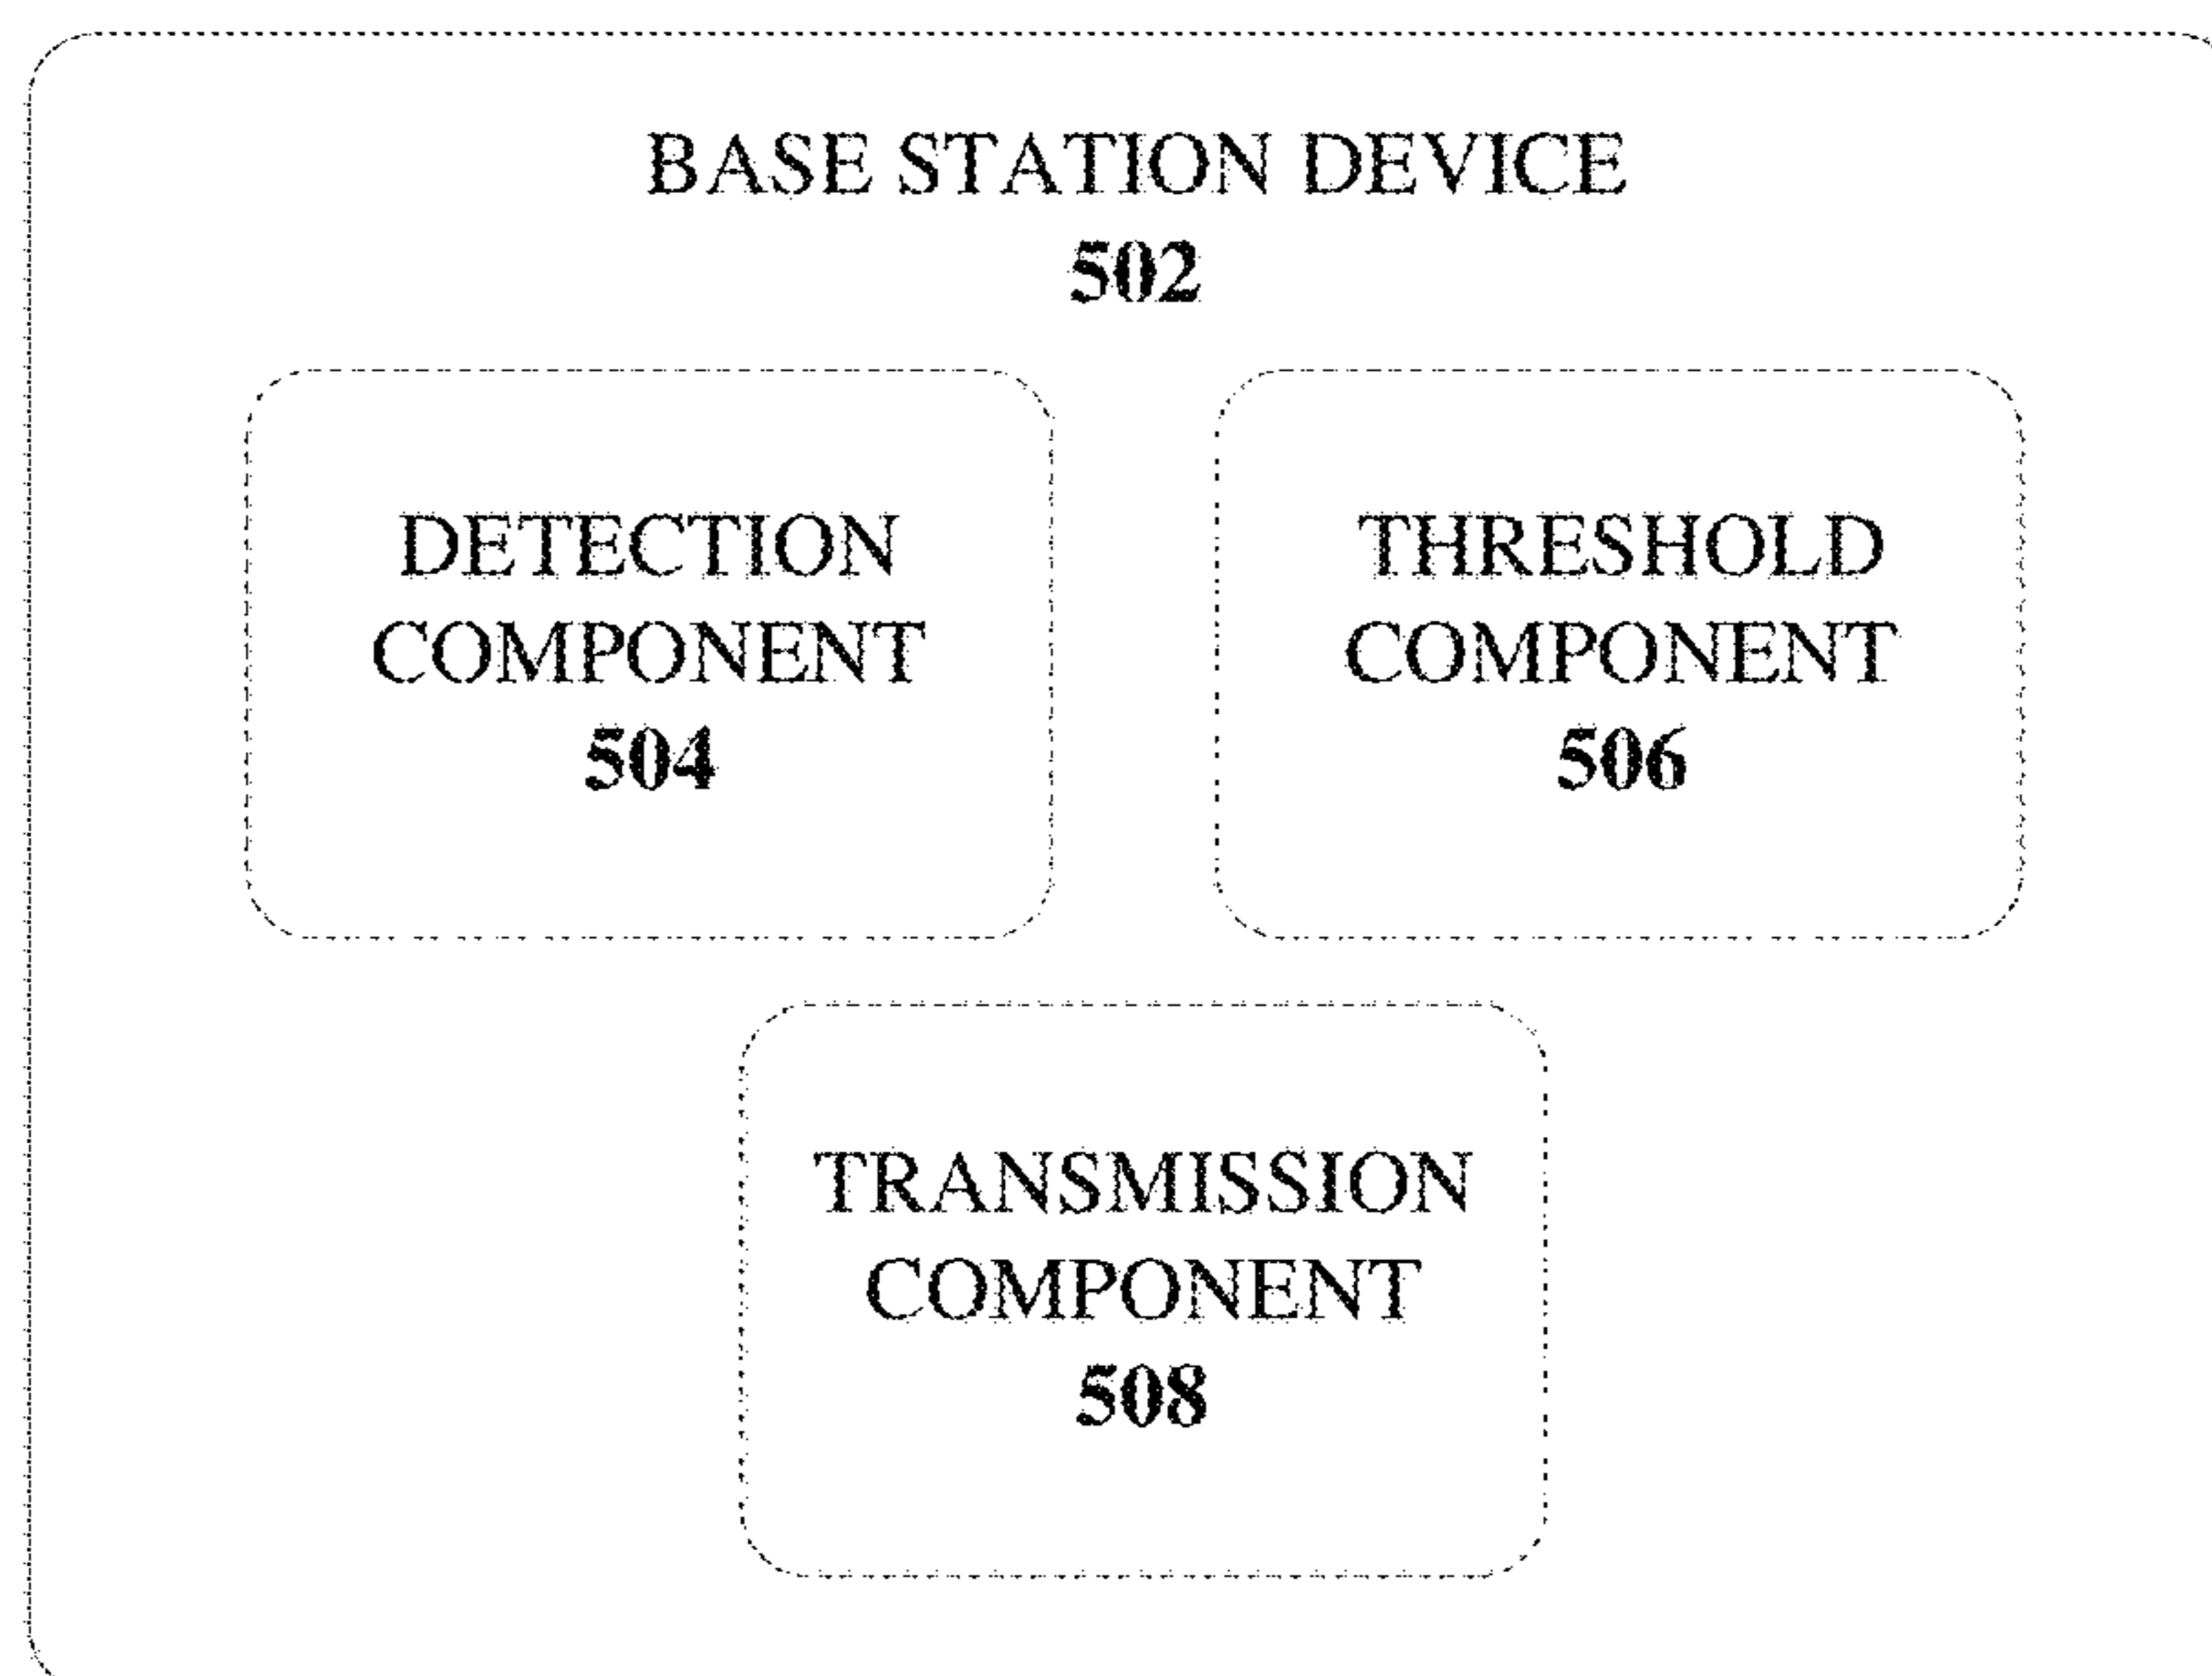 BASE STATION DEVICE
502
DETECTION
COMPONENT
504
THRESHOLD
COMPONENT
506
TRANSMISSION
COMPONENT
508